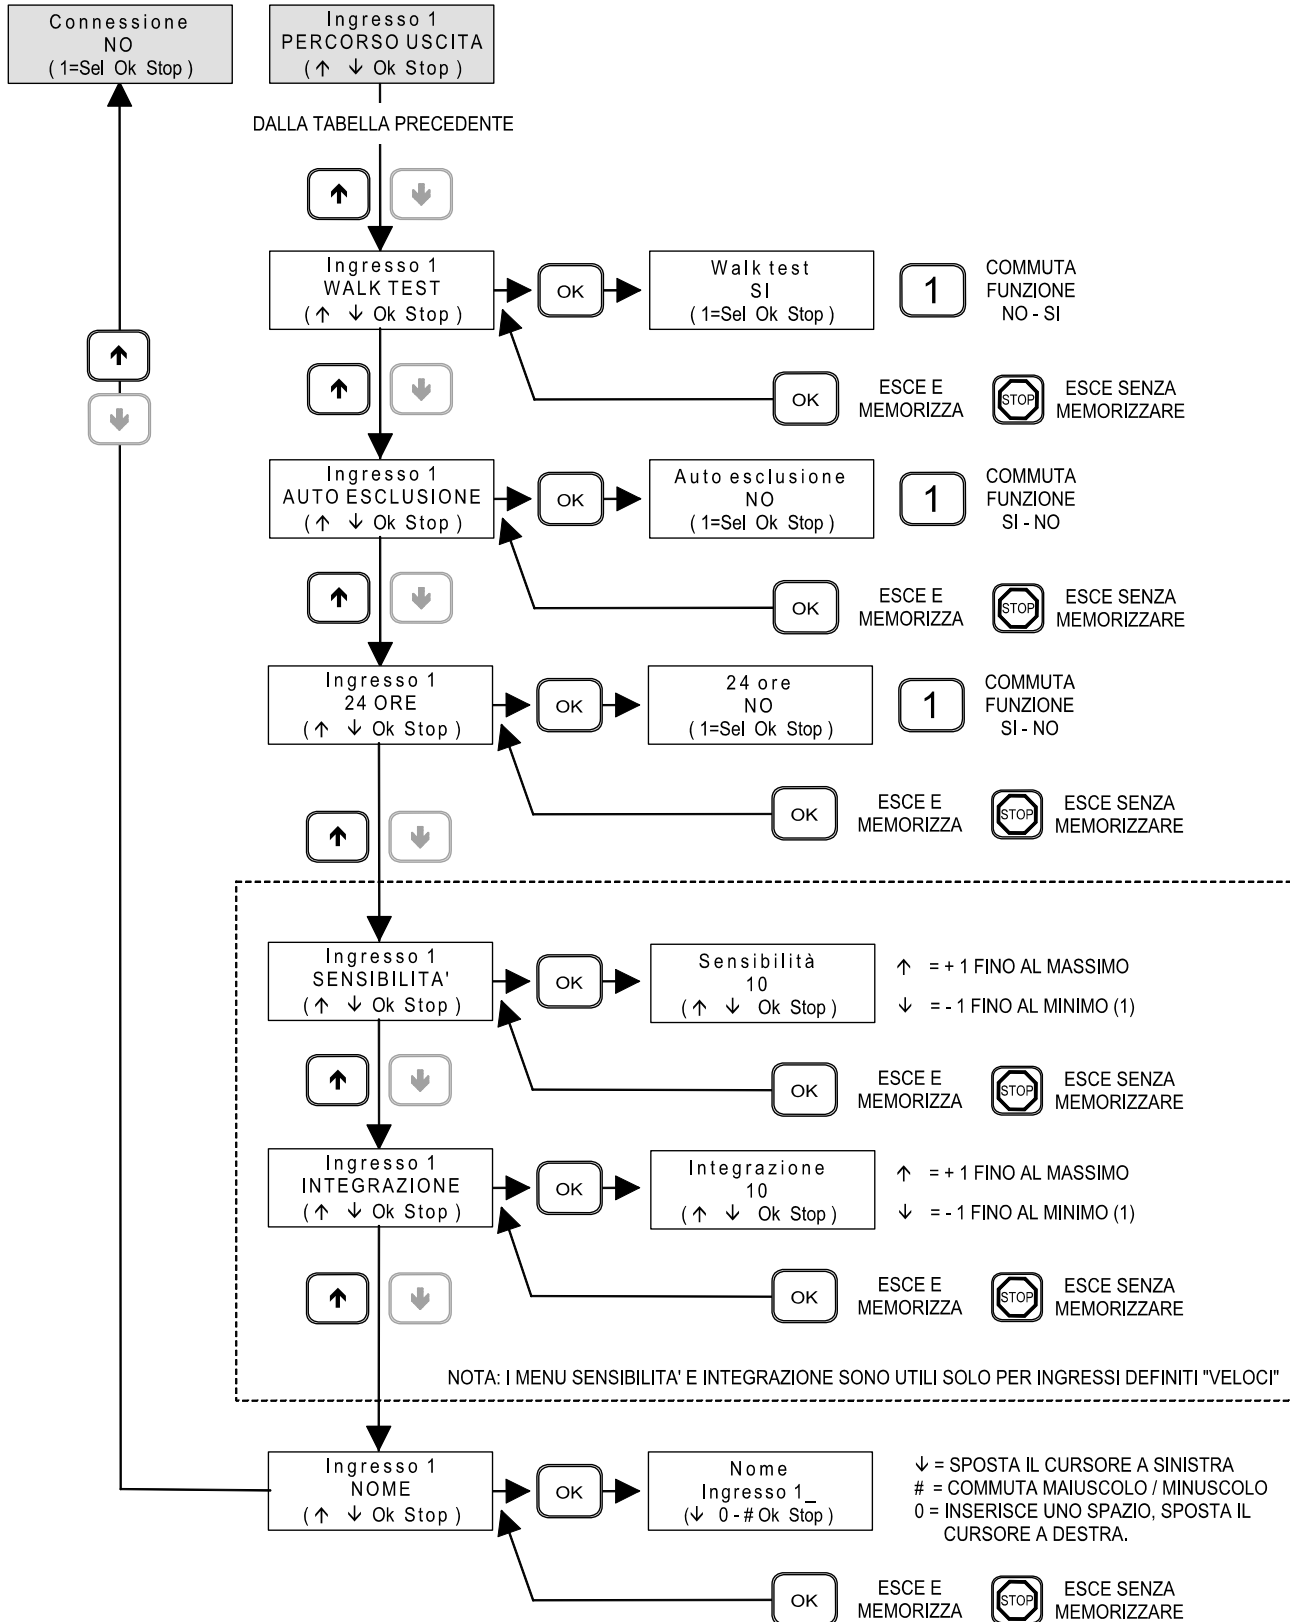 Connessione
NO
(1=Sel Ok Stop)
Ingresso 1
PERCORSO USCITA
(↑ ↓ Ok Stop)
DALLA TABELLA PRECEDENTE
↑ ↓
Ingresso 1
WALK TEST
(↑ ↓ Ok Stop)
OK
Walk test
SI
(1=Sel Ok Stop)
1
COMMUTA
FUNZIONE
NO - SI
↑
↓
↑ ↓
OK
ESCE E
MEMORIZZA
STOP
ESCE SENZA
MEMORIZZARE
Ingresso 1
AUTO ESCLUSIONE
(↑ ↓ Ok Stop)
OK
Auto esclusione
NO
(1=Sel Ok Stop)
1
COMMUTA
FUNZIONE
SI - NO
↑ ↓
OK
ESCE E
MEMORIZZA
STOP
ESCE SENZA
MEMORIZZARE
Ingresso 1
24 ORE
(↑ ↓ Ok Stop)
OK
24 ore
NO
(1=Sel Ok Stop)
1
COMMUTA
FUNZIONE
SI - NO
↑ ↓
OK
ESCE E
MEMORIZZA
STOP
ESCE SENZA
MEMORIZZARE
Ingresso 1
SENSIBILITA'
(↑ ↓ Ok Stop)
OK
Sensibilità
10
(↑ ↓ Ok Stop)
↑ = + 1 FINO AL MASSIMO
↓ = - 1 FINO AL MINIMO (1)
↑ ↓
OK
ESCE E
MEMORIZZA
STOP
ESCE SENZA
MEMORIZZARE
Ingresso 1
INTEGRAZIONE
(↑ ↓ Ok Stop)
OK
Integrazione
10
(↑ ↓ Ok Stop)
↑ = + 1 FINO AL MASSIMO
↓ = - 1 FINO AL MINIMO (1)
↑ ↓
OK
ESCE E
MEMORIZZA
STOP
ESCE SENZA
MEMORIZZARE
NOTA: I MENU SENSIBILITA' E INTEGRAZIONE SONO UTILI SOLO PER INGRESSI DEFINITI "VELOCI"
Ingresso 1
NOME
(↑ ↓ Ok Stop)
OK
Nome
Ingresso 1_
(↓ 0 - # Ok Stop)
↓ = SPOSTA IL CURSORE A SINISTRA
# = COMMUTA MAIUSCOLO / MINUSCOLO
0 = INSERISCE UNO SPAZIO, SPOSTA IL
CURSORE A DESTRA.
OK
ESCE E
MEMORIZZA
STOP
ESCE SENZA
MEMORIZZARE